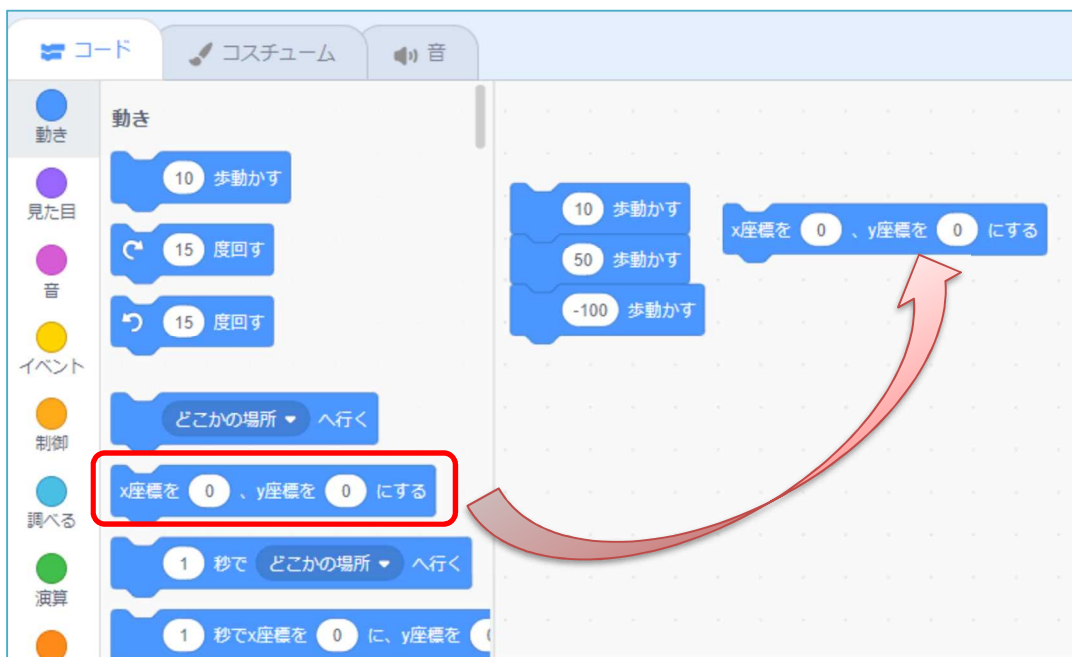 コード
コスチューム
音
動き
見た目
音
イベント
制御
調べる
演算
動き
10 歩動かす
15 度回す
15 度回す
どこかの場所 へ行く
x座標を 0 、y座標を 0 にする
1 秒で どこかの場所 へ行く
1 秒でx座標を 0 に、y座標を
10 歩動かす
50 歩動かす
-100 歩動かす
x座標を 0 、y座標を 0 にする